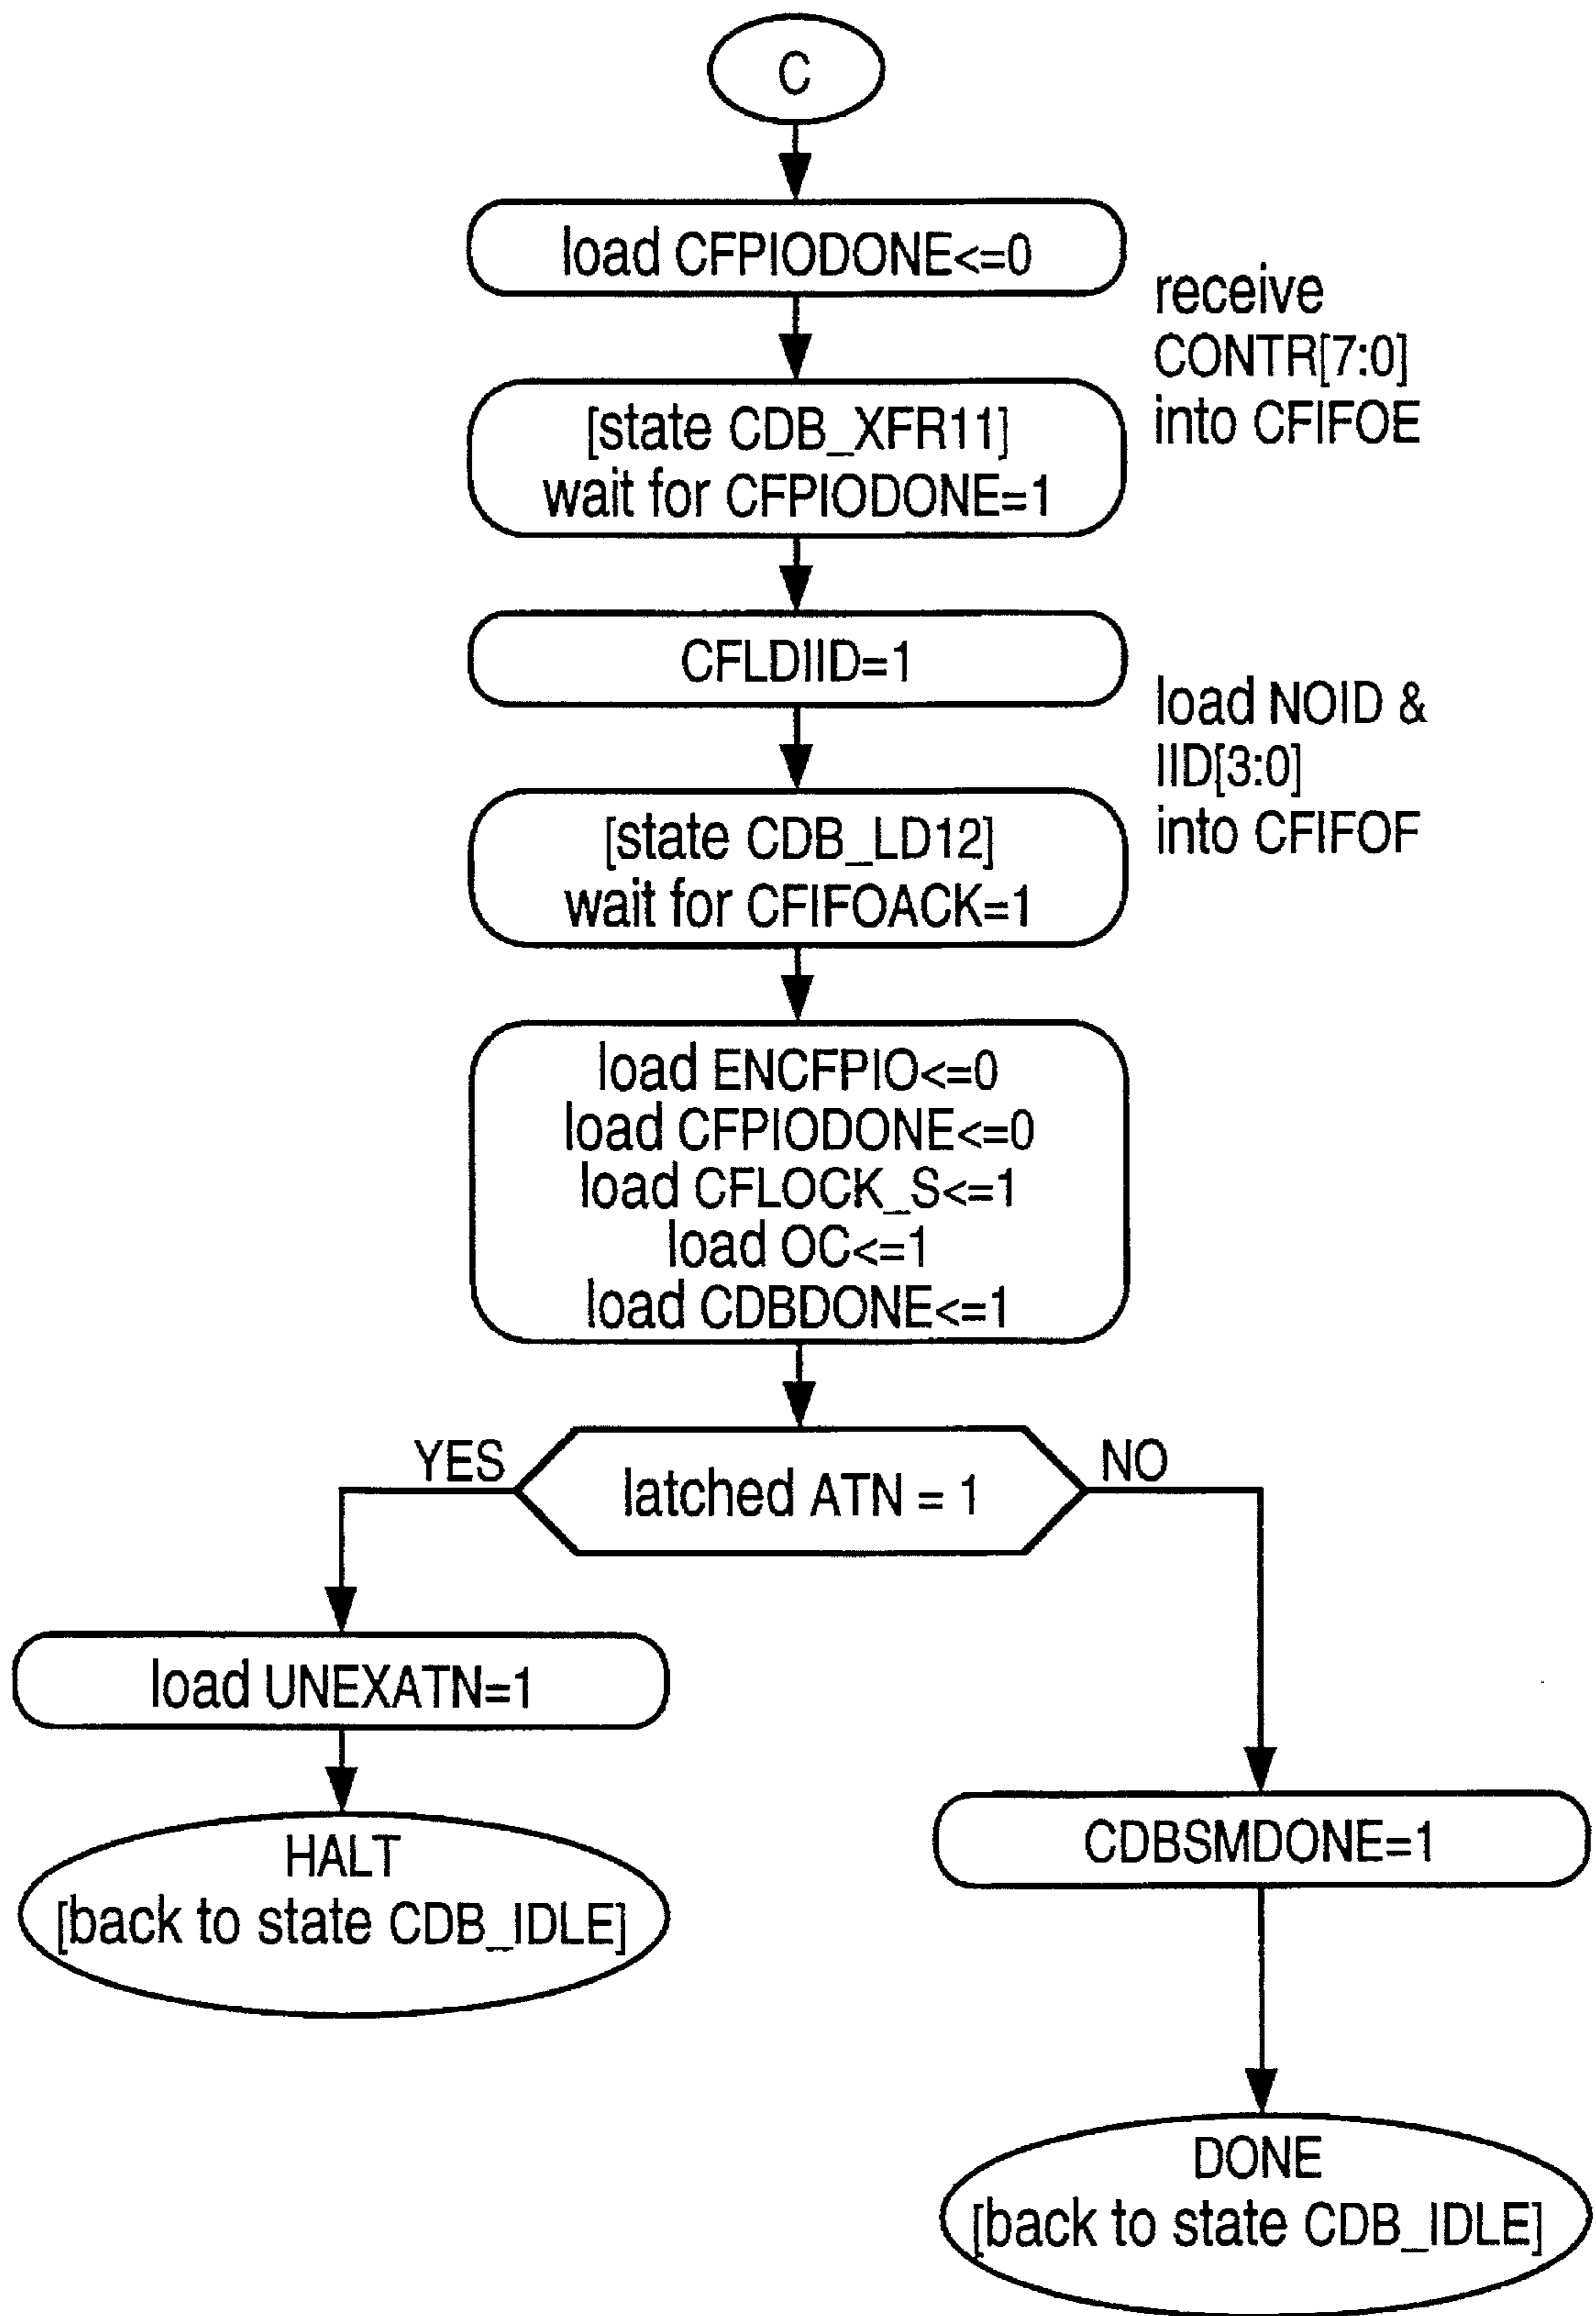 C
load CFPIODONE<=0
receive
CONTR[7:0]
into CFIFOE
[state CDB_XFR11]
wait for CFPIODONE=1
CFLDIID=1
load NOID &
IID[3:0]
into CFIFOF
[state CDB_LD12]
wait for CFIFOACK=1
load ENCFPIO<=0
load CFPIODONE<=0
load CFLOCK_S<=1
load OC<=1
load CDBDONE<=1
YES
latched ATN = 1
NO
load UNEXATN=1
HALT
[back to state CDB_IDLE]
CDBSMDONE=1
DONE
[back to state CDB_IDLE]